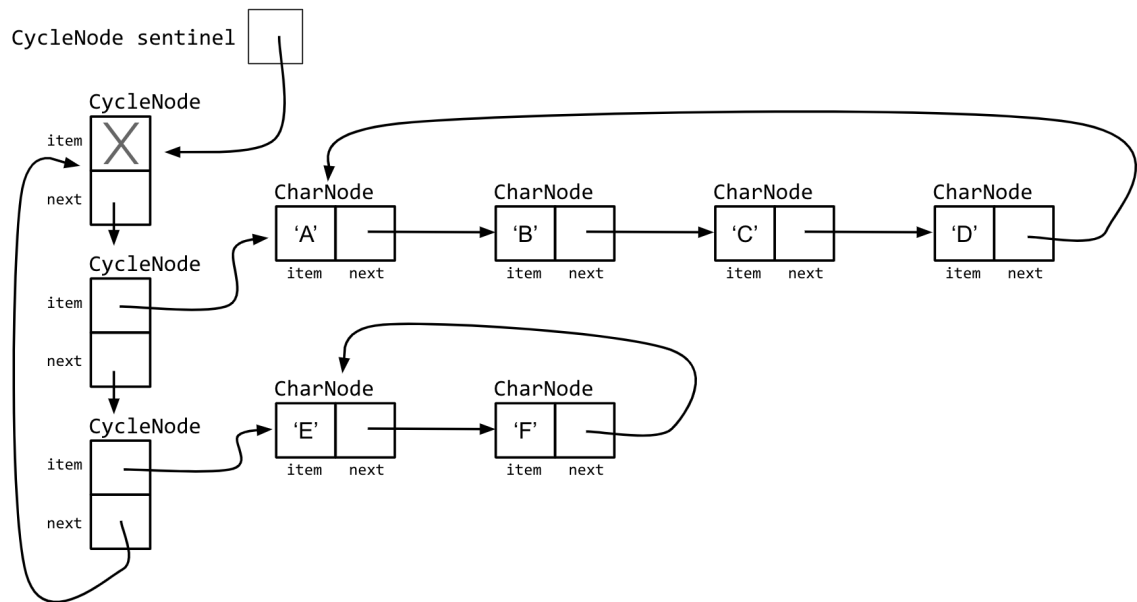 CycleNode sentinel
CycleNode
item
X
next
CharNode CharNode CharNode CharNode
‘A’ ‘B’ ‘C’ ‘D’
item next item next item next item next
CycleNode
item
next
CharNode CharNode
‘E’ ‘F’
item next item next
CycleNode
item
next